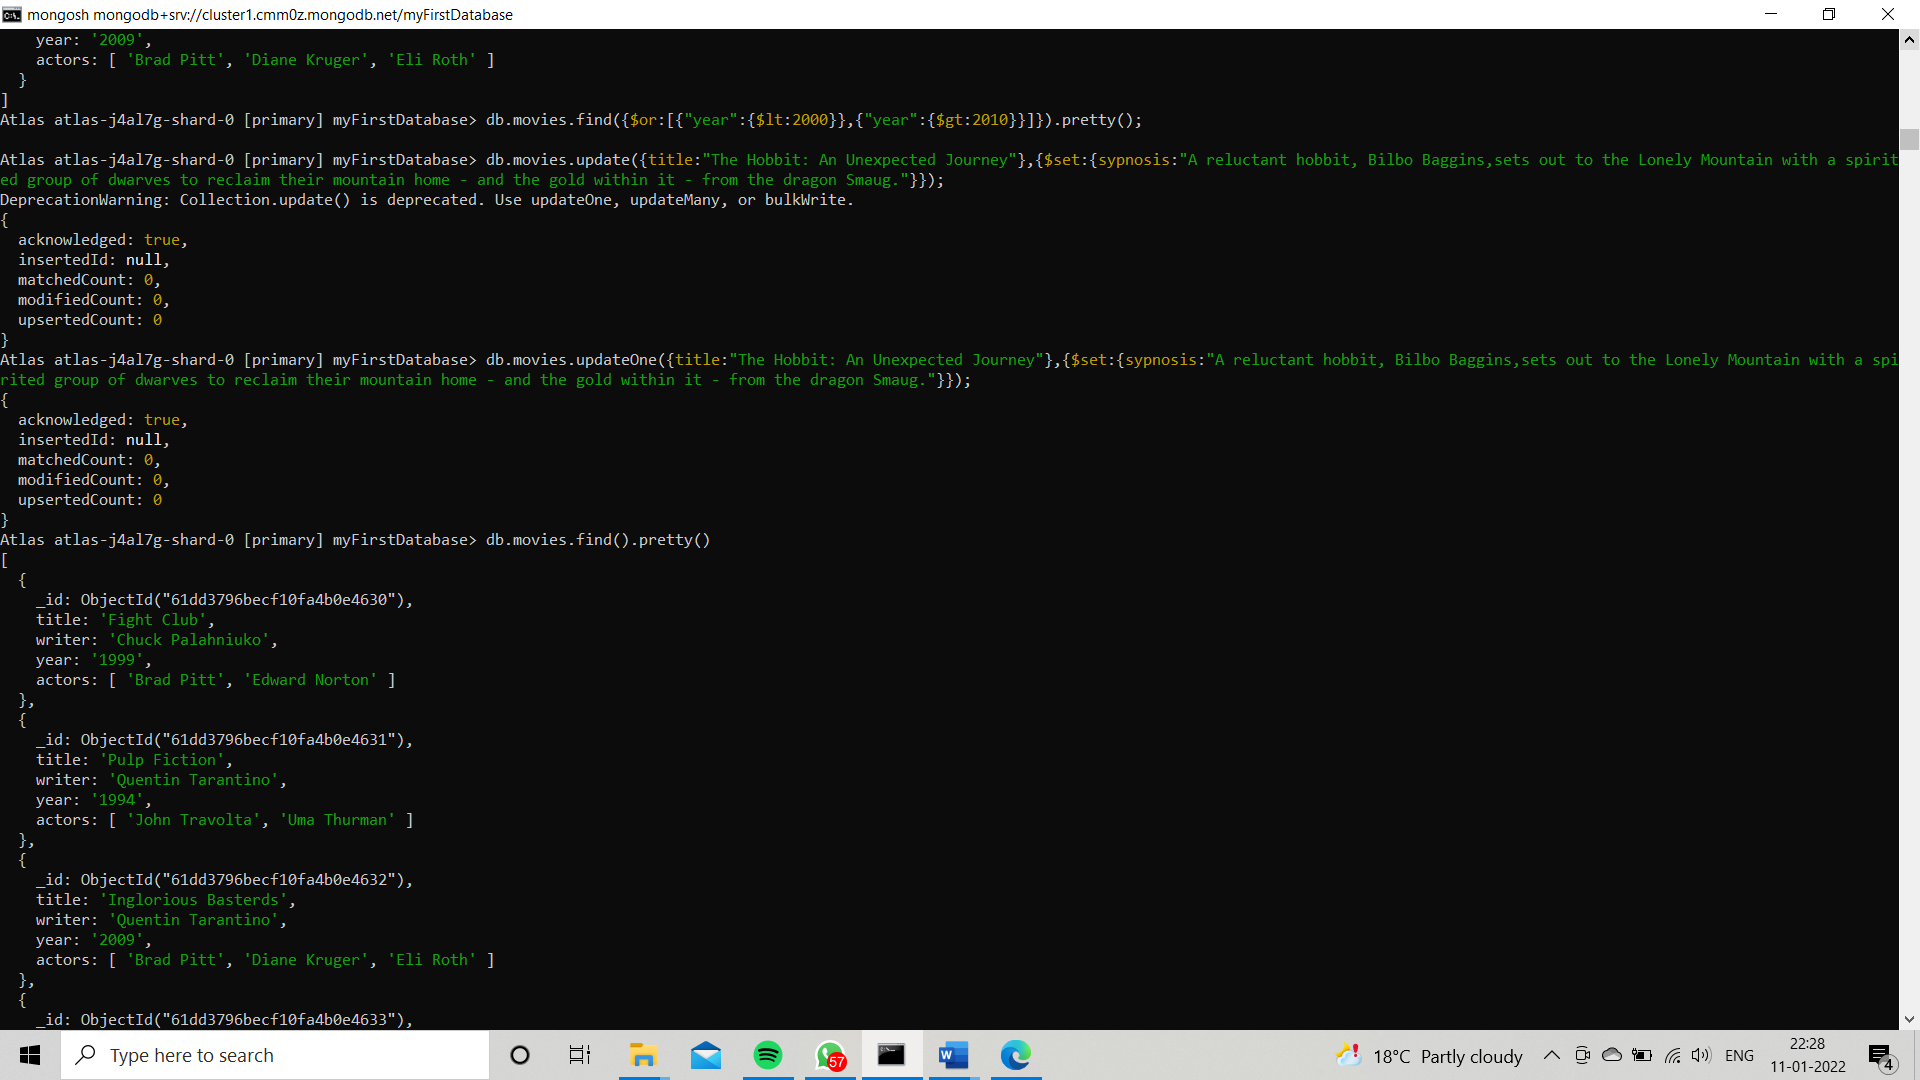 mongosh mongodb+srv://cluster1.cmm0z.mongodb.net/myFirstDatabase
    year: '2009',
    actors: [ 'Brad Pitt', 'Diane Kruger', 'Eli Roth' ]
  }
]
Atlas atlas-j4al7g-shard-0 [primary] myFirstDatabase> db.movies.find({$or:[{"year":{$lt:2000}},{"year":{$gt:2010}}]}).pretty();
Atlas atlas-j4al7g-shard-0 [primary] myFirstDatabase> db.movies.update({title:"The Hobbit: An Unexpected Journey"},{$set:{sypnosis:"A reluctant hobbit, Bilbo Baggins,sets out to the Lonely Mountain with a spirit
ed group of dwarves to reclaim their mountain home - and the gold within it - from the dragon Smaug."}});
DeprecationWarning: Collection.update() is deprecated. Use updateOne, updateMany, or bulkWrite.
{
  acknowledged: true,
  insertedId: null,
  matchedCount: 0,
  modifiedCount: 0,
  upsertedCount: 0
}
Atlas atlas-j4al7g-shard-0 [primary] myFirstDatabase> db.movies.updateOne({title:"The Hobbit: An Unexpected Journey"},{$set:{sypnosis:"A reluctant hobbit, Bilbo Baggins,sets out to the Lonely Mountain with a spi
rited group of dwarves to reclaim their mountain home - and the gold within it - from the dragon Smaug."}});
{
  acknowledged: true,
  insertedId: null,
  matchedCount: 0,
  modifiedCount: 0,
  upsertedCount: 0
}
Atlas atlas-j4al7g-shard-0 [primary] myFirstDatabase> db.movies.find().pretty()
[
  {
    _id: ObjectId("61dd3796becf10fa4b0e4630"),
    title: 'Fight Club',
    writer: 'Chuck Palahniuko',
    year: '1999',
    actors: [ 'Brad Pitt', 'Edward Norton' ]
  },
  {
    _id: ObjectId("61dd3796becf10fa4b0e4631"),
    title: 'Pulp Fiction',
    writer: 'Quentin Tarantino',
    year: '1994',
    actors: [ 'John Travolta', 'Uma Thurman' ]
  },
  {
    _id: ObjectId("61dd3796becf10fa4b0e4632"),
    title: 'Inglorious Basterds',
    writer: 'Quentin Tarantino',
    year: '2009',
    actors: [ 'Brad Pitt', 'Diane Kruger', 'Eli Roth' ]
  },
  {
    _id: ObjectId("61dd3796becf10fa4b0e4633"),
Type here to search
57
18°C Partly cloudy
ENG
22:28
11-01-2022
4